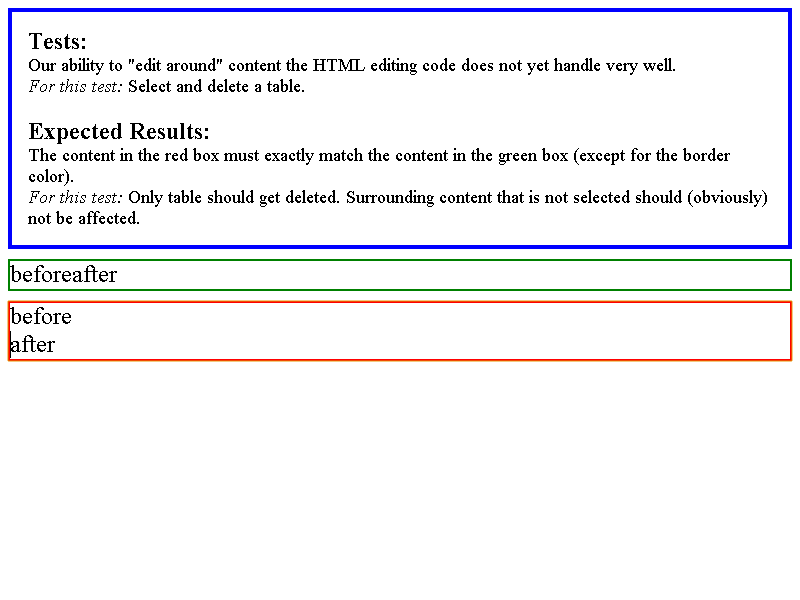 Tests:
Our ability to "edit around" content the HTML editing code does not yet handle very well.
For this test: Select and delete a table.
Expected Results:
The content in the red box must exactly match the content in the green box (except for the border
color).
For this test: Only table should get deleted. Surrounding content that is not selected should (obviously)
not be affected.
beforeafter
before
after